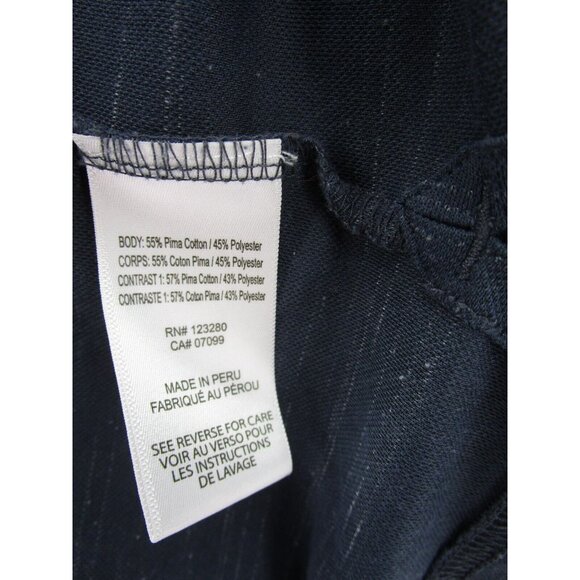 BODY: 55% Pima Cotton / 45% Polyester
CORPS: 55% Coton Pima / 45% Polyester
CONTRAST 1: 57% Pima Cotton / 43% Polyester
CONTRASTE 1: 57% Coton Pima / 43% Polyester
RN# 123280
CA# 07099
MADE IN PERU
FABRIQUÉ AU PÉROU
SEE REVERSE FOR CARE
VOIR AU VERSO POUR
LES INSTRUCTIONS
DE LAVAGE